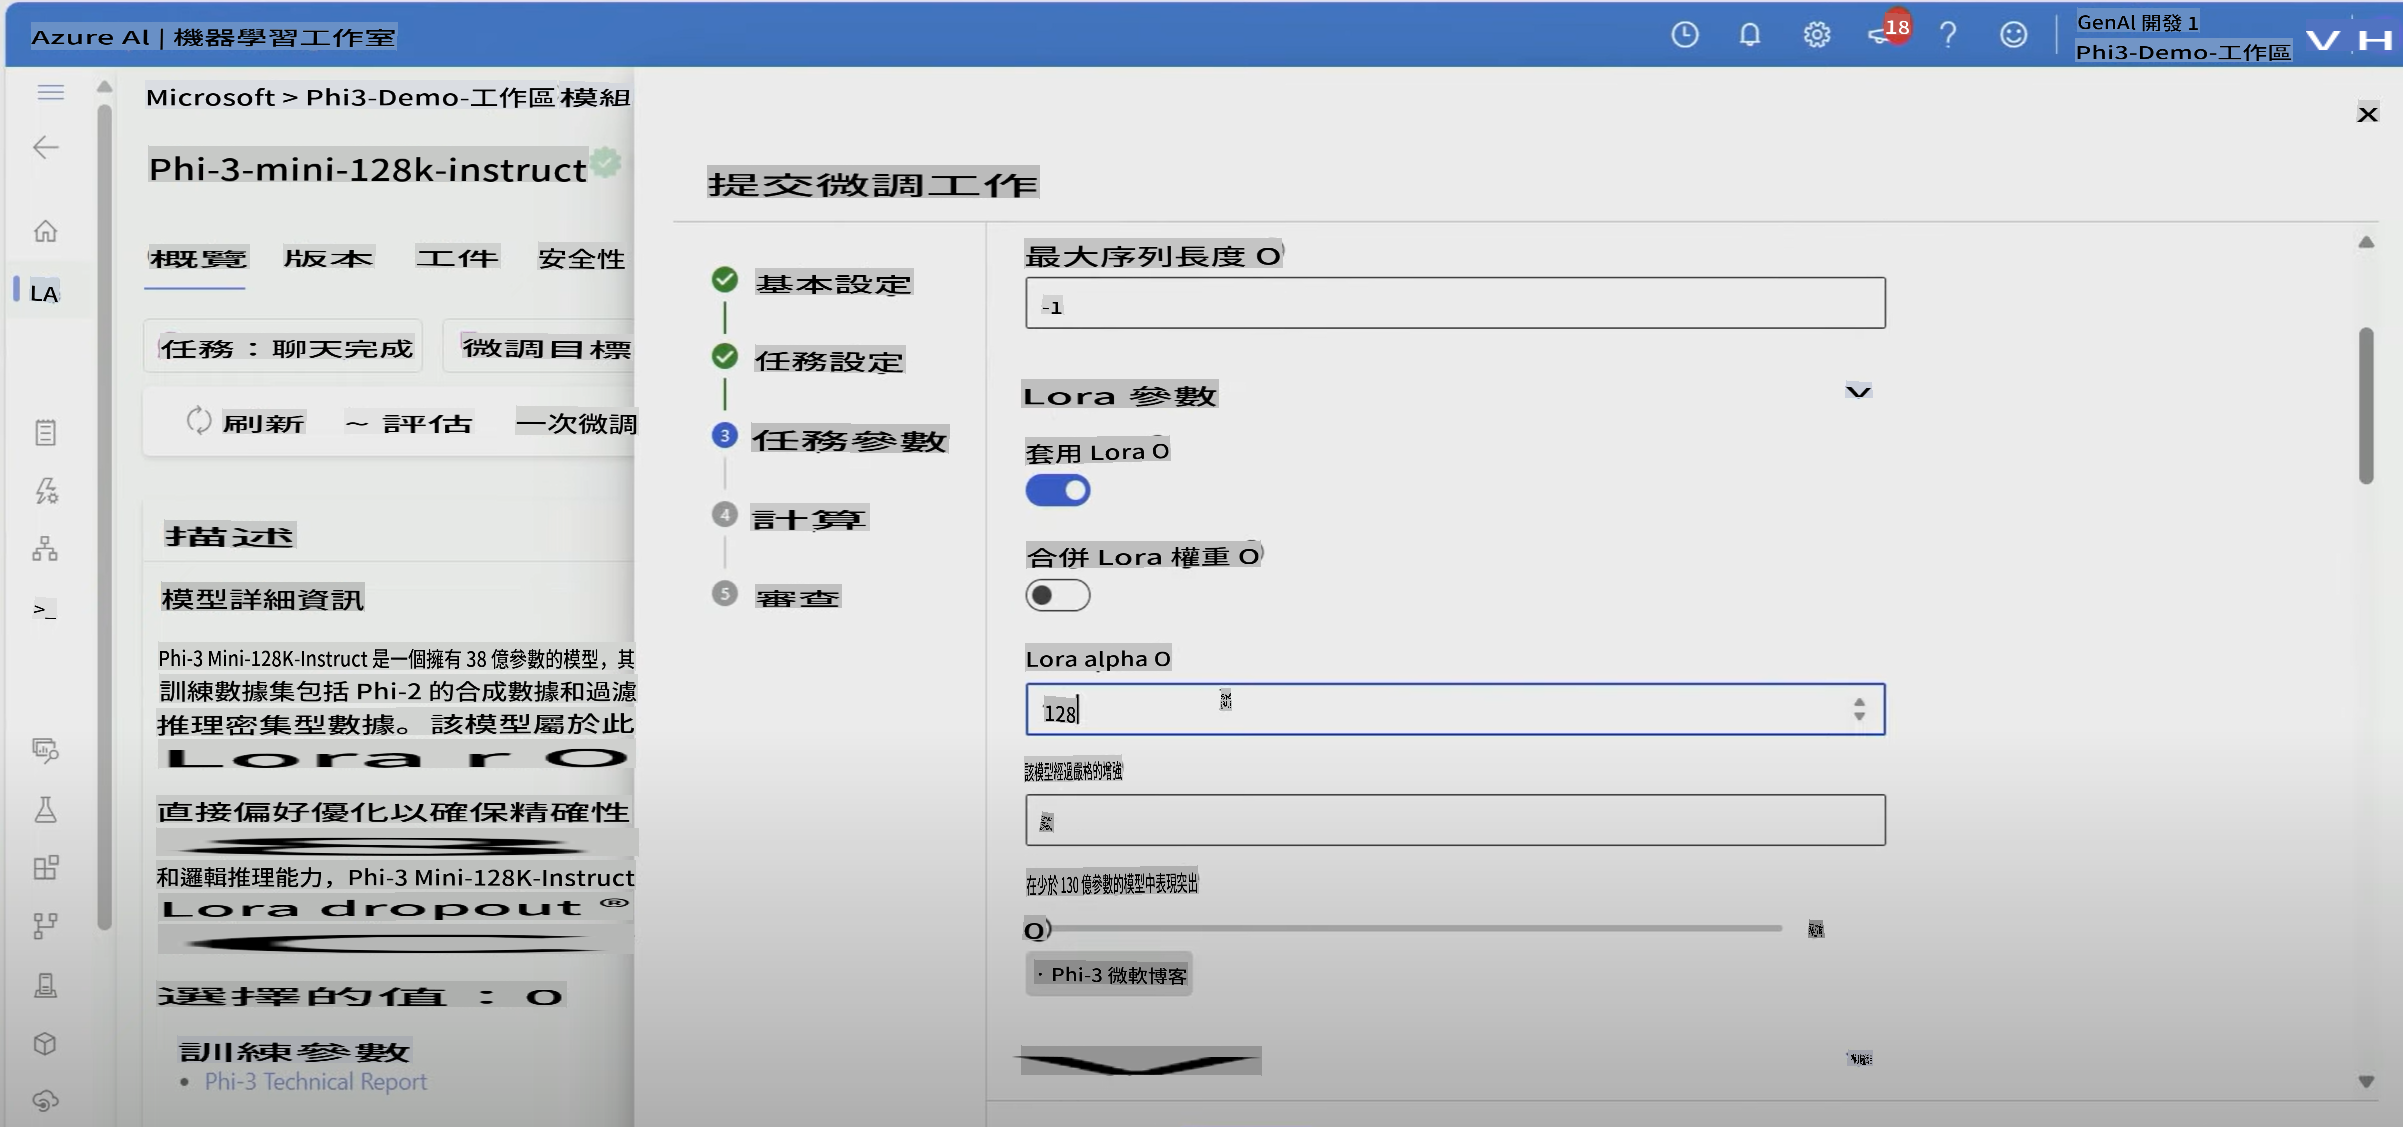 Azure Al | 機器學習工作室
18
GenAl 開發 1
Phi3-Demo-工作區
V H
Microsoft > Phi3-Demo-工作區 模組
Phi-3-mini-128k-instruct
概覽 版本 工件 安全性
LA
任務：聊天完成 微調目標
刷新 ~ 評估 一次微調
描述
模型詳細資訊
Phi-3 Mini-128K-Instruct 是一個擁有 38 億參數的模型，其
訓練數據集包括 Phi-2 的合成數據和過濾
推理密集型數據。該模型屬於此
Lora r O
直接偏好優化以確保精確性
和邏輯推理能力，Phi-3 Mini-128K-Instruct
Lora dropout ®
選擇的值：0
訓練參數
• Phi-3 Technical Report
>_
X
提交微調工作
基本設定
任務設定
3 任務參數
4 計算
5 審查
最大序列長度 O
-1
Lora 參數
套用 Lora O
合併 Lora 權重 O
Lora alpha O
128
該模型經過嚴格的增強
在少於 130 億參數的模型中表現突出
· Phi-3 微軟博客